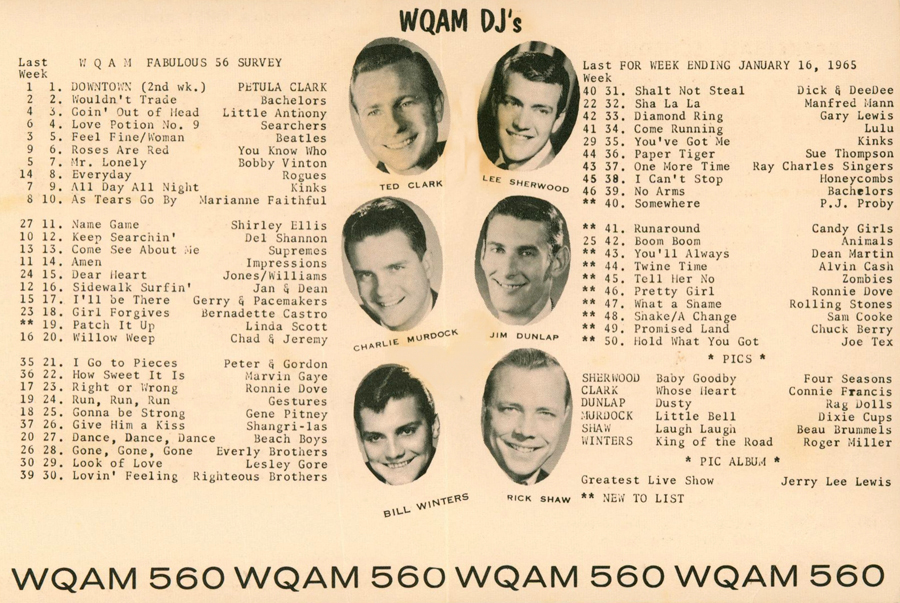 WQAM DJ's
Last W Q A M FABULOUS 56 SURVEY
Week
1 1. DOWNTOWN (2nd wk.) PETULA CLARK
2 2. Wouldn't Trade Bachelors
4 3. Goin' Out of Head Little Anthony
6 4. Love Potion No. 9 Searchers
3 5. Feel Fine/Woman Beatles
9 6. Roses Are Red You Know Who
5 7. Mr. Lonely Bobby Vinton
14 8. Everyday Rogues
7 9. All Day All Night Kinks
8 10. As Tears Go By Marianne Faithful
27 11. Name Game Shirley Ellis
10 12. Keep Searchin' Del Shannon
13 13. Come See About Me Supremes
11 14. Amen Impressions
24 15. Dear Heart Jones/Williams
12 16. Sidewalk Surfin' Jan & Dean
15 17. I'll be There Gerry & Pacemakers
23 18. Girl Forgives Bernadette Castro
** 19. Patch It Up Linda Scott
16 20. Willow Weep Chad & Jeremy
35 21. I Go to Pieces Peter & Gordon
36 22. How Sweet It Is Marvin Gaye
17 23. Right or Wrong Ronnie Dove
19 24. Run, Run, Run Gestures
18 25. Gonna be Strong Gene Pitney
37 26. Give Him a Kiss Shangri-las
20 27. Dance, Dance, Dance Beach Boys
26 28. Gone, Gone, Gone Everly Brothers
30 29. Look of Love Lesley Gore
39 30. Lovin' Feeling Righteous Brothers
TED CLARK
LEE SHERWOOD
CHARLIE MURDOCK
JIM DUNLAP
BILL WINTERS
RICK SHAW
Last FOR WEEK ENDING JANUARY 16, 1965
Week
40 31. Shalt Not Steal Dick & DeeDee
22 32. Sha La La Manfred Mann
42 33. Diamond Ring Gary Lewis
41 34. Come Running Lulu
29 35. You've Got Me Kinks
44 36. Paper Tiger Sue Thompson
43 37. One More Time Ray Charles Singers
45 38. I Can't Stop Honeycombs
46 39. No Arms Bachelors
** 40. Somewhere P.J. Proby
** 41. Runaround Candy Girls
25 42. Boom Boom Animals
** 43. You'll Always Dean Martin
** 44. Twine Time Alvin Cash
** 45. Tell Her No Zombies
** 46. Pretty Girl Ronnie Dove
** 47. What a Shame Rolling Stones
** 48. Shake/A Change Sam Cooke
** 49. Promised Land Chuck Berry
** 50. Hold What You Got Joe Tex
* PICS *
SHERWOOD Baby Goodby Four Seasons
CLARK Whose Heart Connie Francis
DUNLAP Dusty Rag Dolls
MURDOCK Little Bell Dixie Cups
SHAW Laugh Laugh Beau Brummels
WINTERS King of the Road Roger Miller
* PIC ALBUM *
Greatest Live Show Jerry Lee Lewis
** NEW TO LIST
WQAM 560 WQAM 560 WQAM 560 WQAM 560